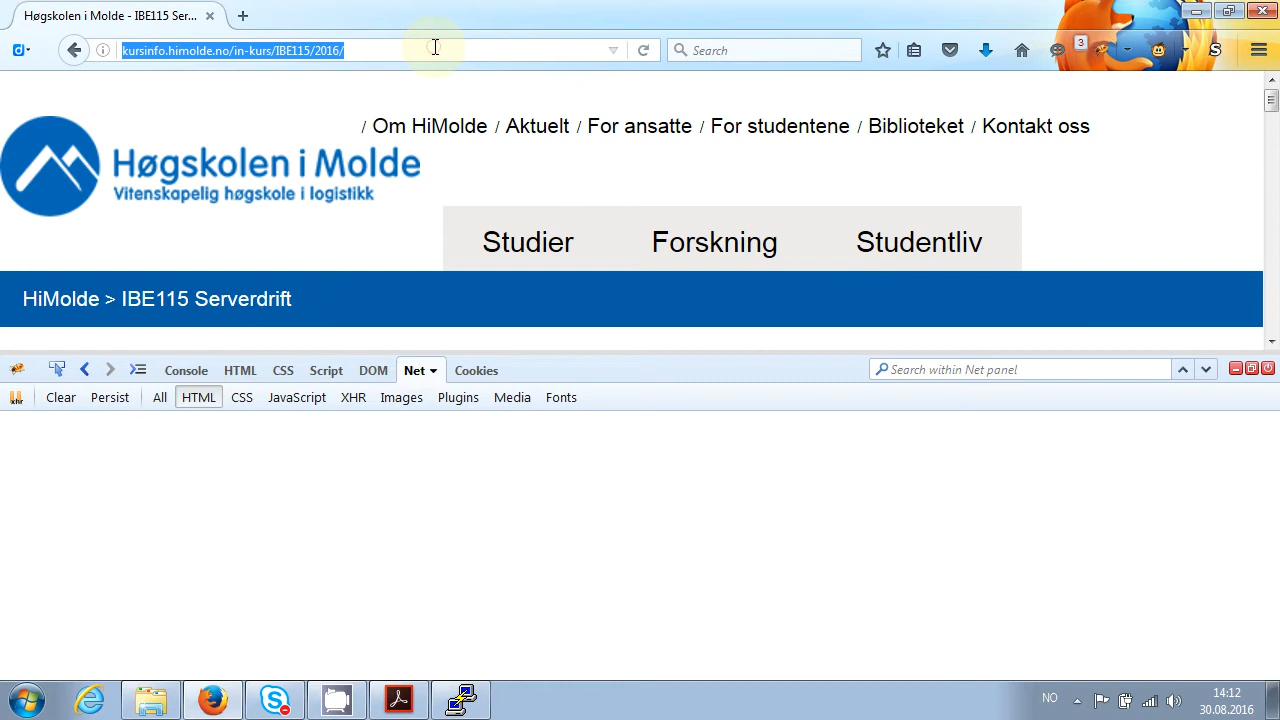 Høgskolen i Molde - IBE115 Ser...
kursinfo.himolde.no/in-kurs/IBE115/2016/
Search
3
S
/ Om HiMolde / Aktuelt / For ansatte / For studentene / Biblioteket / Kontakt oss
Høgskolen i Molde
Vitenskapelig høgskole i logistikk
Studier Forskning Studentliv
HiMolde > IBE115 Serverdrift
Console HTML CSS Script DOM Net Cookies
Search within Net panel
xhr Clear Persist All HTML CSS JavaScript XHR Images Plugins Media Fonts
NO
14:12
30.08.2016